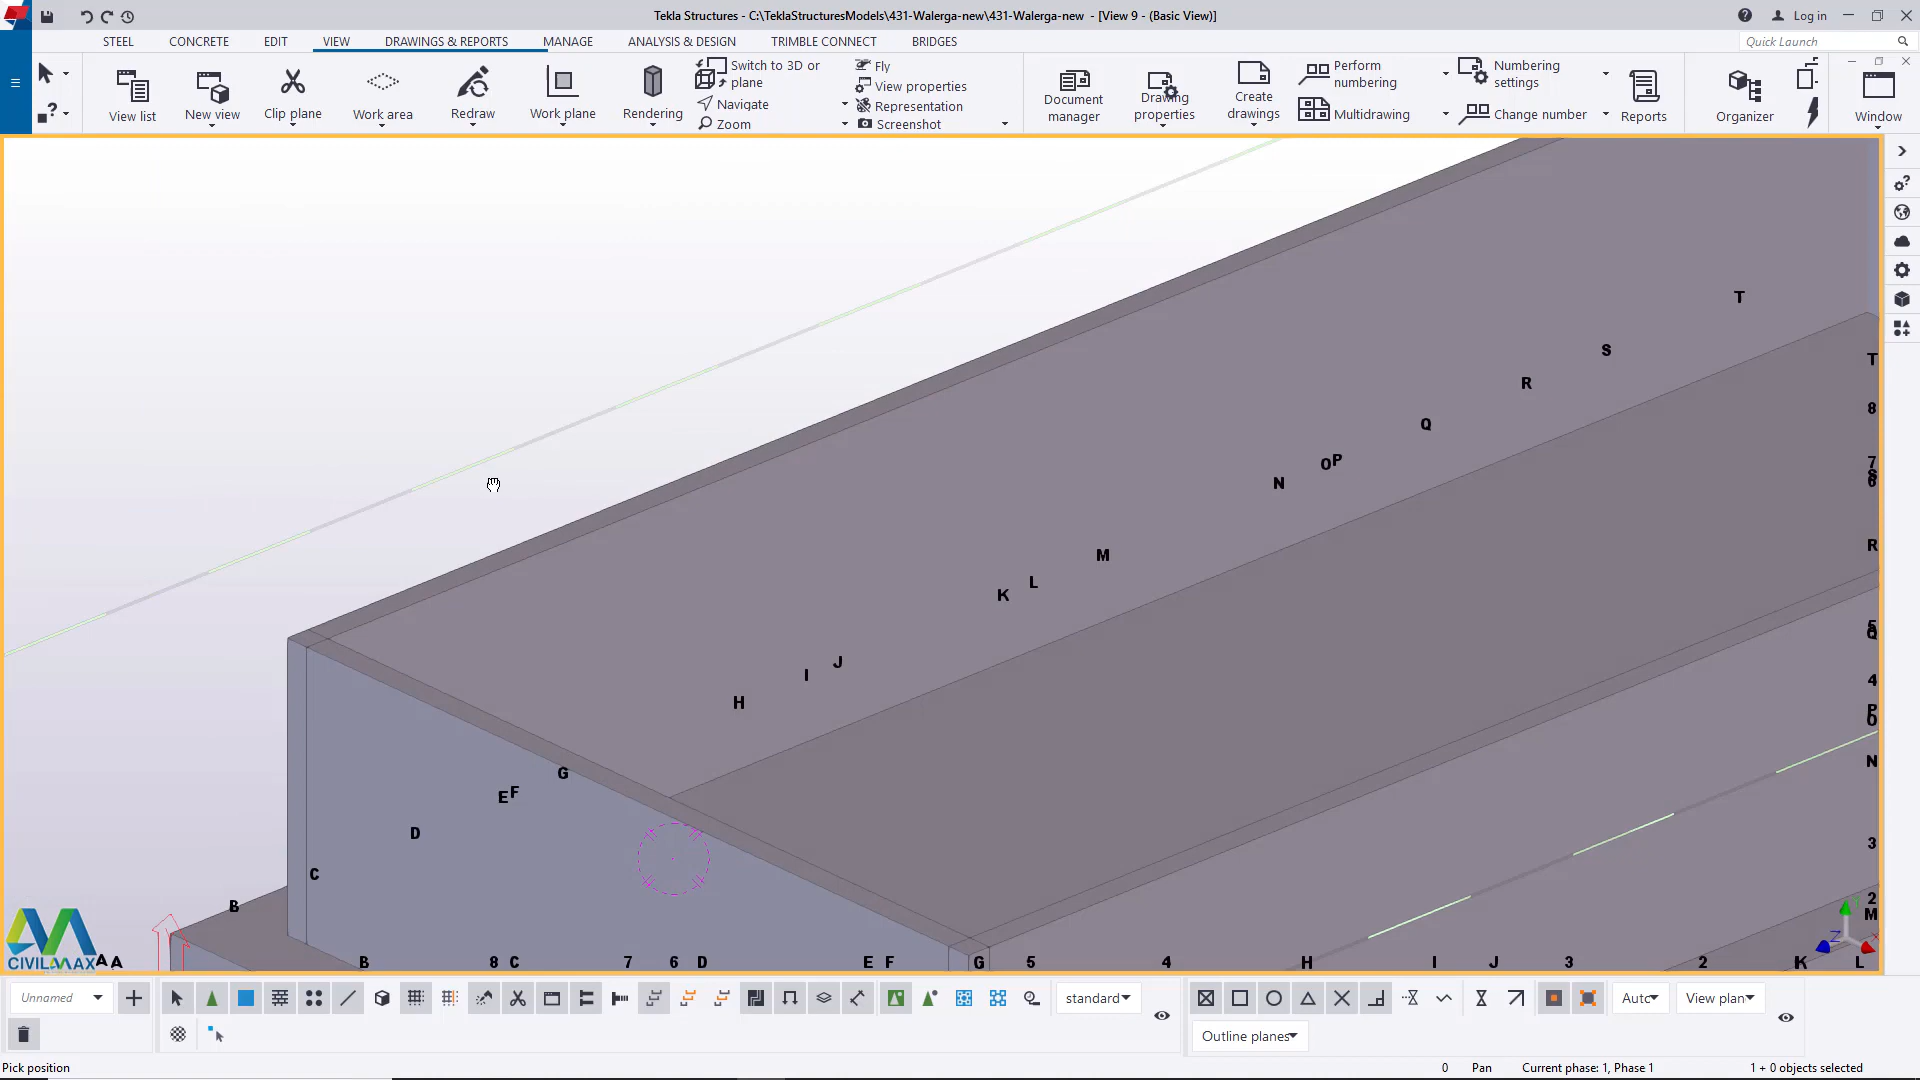 Tekla Structures - C:\TeklaStructuresModels\431-Walerga-new\431-Walerga-new - [View 9 - (Basic View)]
Log in
STEEL CONCRETE EDIT VIEW DRAWINGS & REPORTS MANAGE ANALYSIS & DESIGN TRIMBLE CONNECT BRIDGES
Quick Launch
View list
New view
Clip plane
Work area
Redraw
Work plane
Rendering
Switch to 3D or plane
Navigate
Zoom
Fly
View properties
Representation
Screenshot
Document manager
Drawing properties
Create drawings
Perform numbering
Multidrawing
Numbering settings
Change number
Reports
Organizer
Window
T
S
R
Q
O P
N
M
L
K
J
I
H
G
E F
D
C
B
A A
T
8
7
6
R
5
Q
4
P
O
N
3
2
M
B 8 C 7 6 D E F G 5 4 H I J 3 2 K L
CIVILMAX
Unnamed
standard
Auto
View plan
Outline planes
Pick position
0 Pan Current phase: 1, Phase 1 1 + 0 objects selected